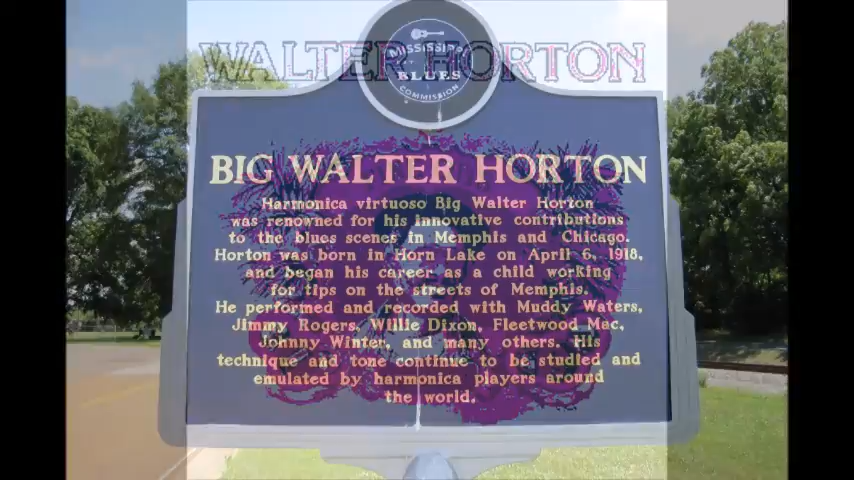 WALTER HORTON
MISSISSIPPI
BLUES
COMMISSION
BIG WALTER HORTON
Harmonica virtuoso Big Walter Horton
was renowned for his innovative contributions
to the blues scenes in Memphis and Chicago.
Horton was born in Horn Lake on April 6, 1918,
and began his career as a child working
for tips on the streets of Memphis.
He performed and recorded with Muddy Waters,
Jimmy Rogers, Willie Dixon, Fleetwood Mac,
Johnny Winter, and many others. His
technique and tone continue to be studied and
emulated by harmonica players around
the world.